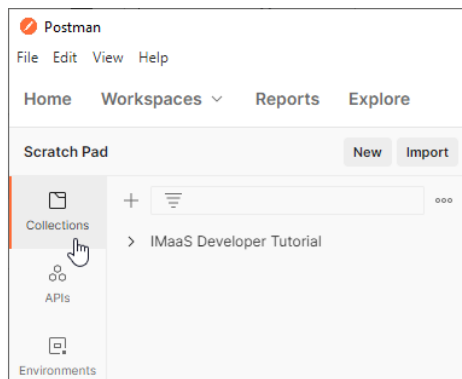 Postman
File Edit View Help
Home Workspaces Reports Explore
Scratch Pad New Import
Collections
IMaaS Developer Tutorial
APIs
Environments